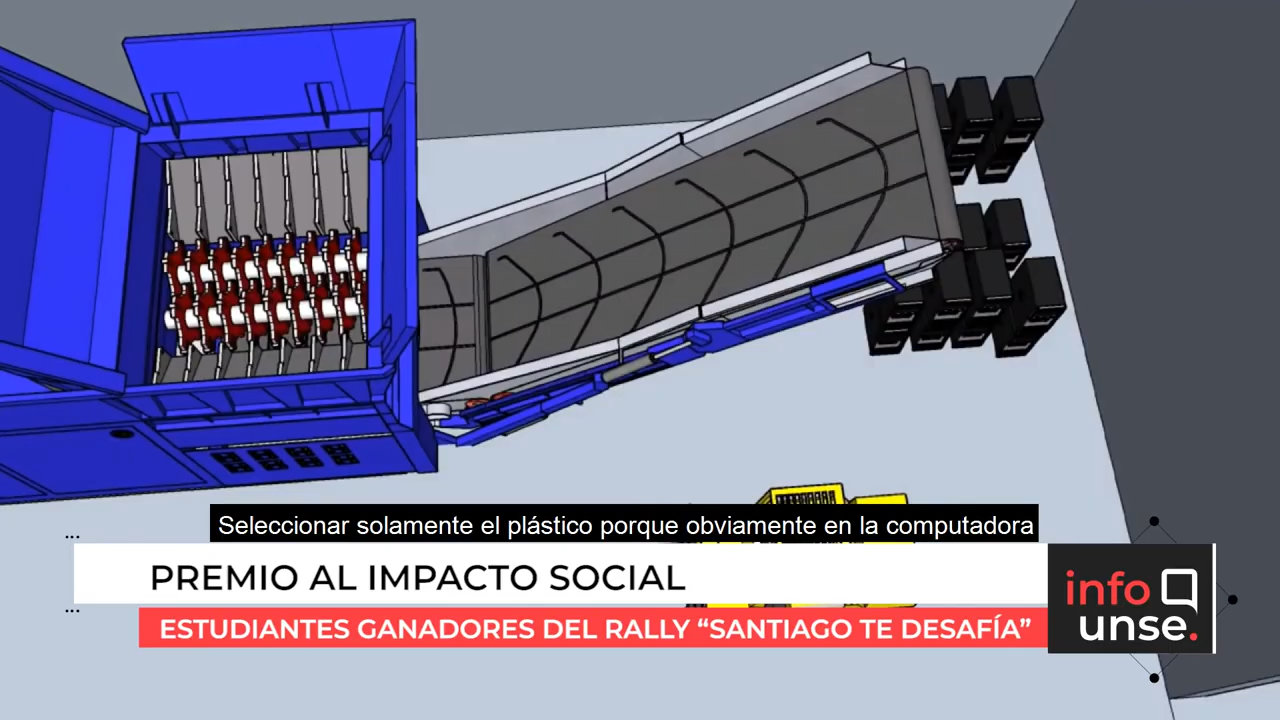 Seleccionar solamente el plástico porque obviamente en la computadora
PREMIO AL IMPACTO SOCIAL
ESTUDIANTES GANADORES DEL RALLY “SANTIAGO TE DESAFÍA”
info
unse.